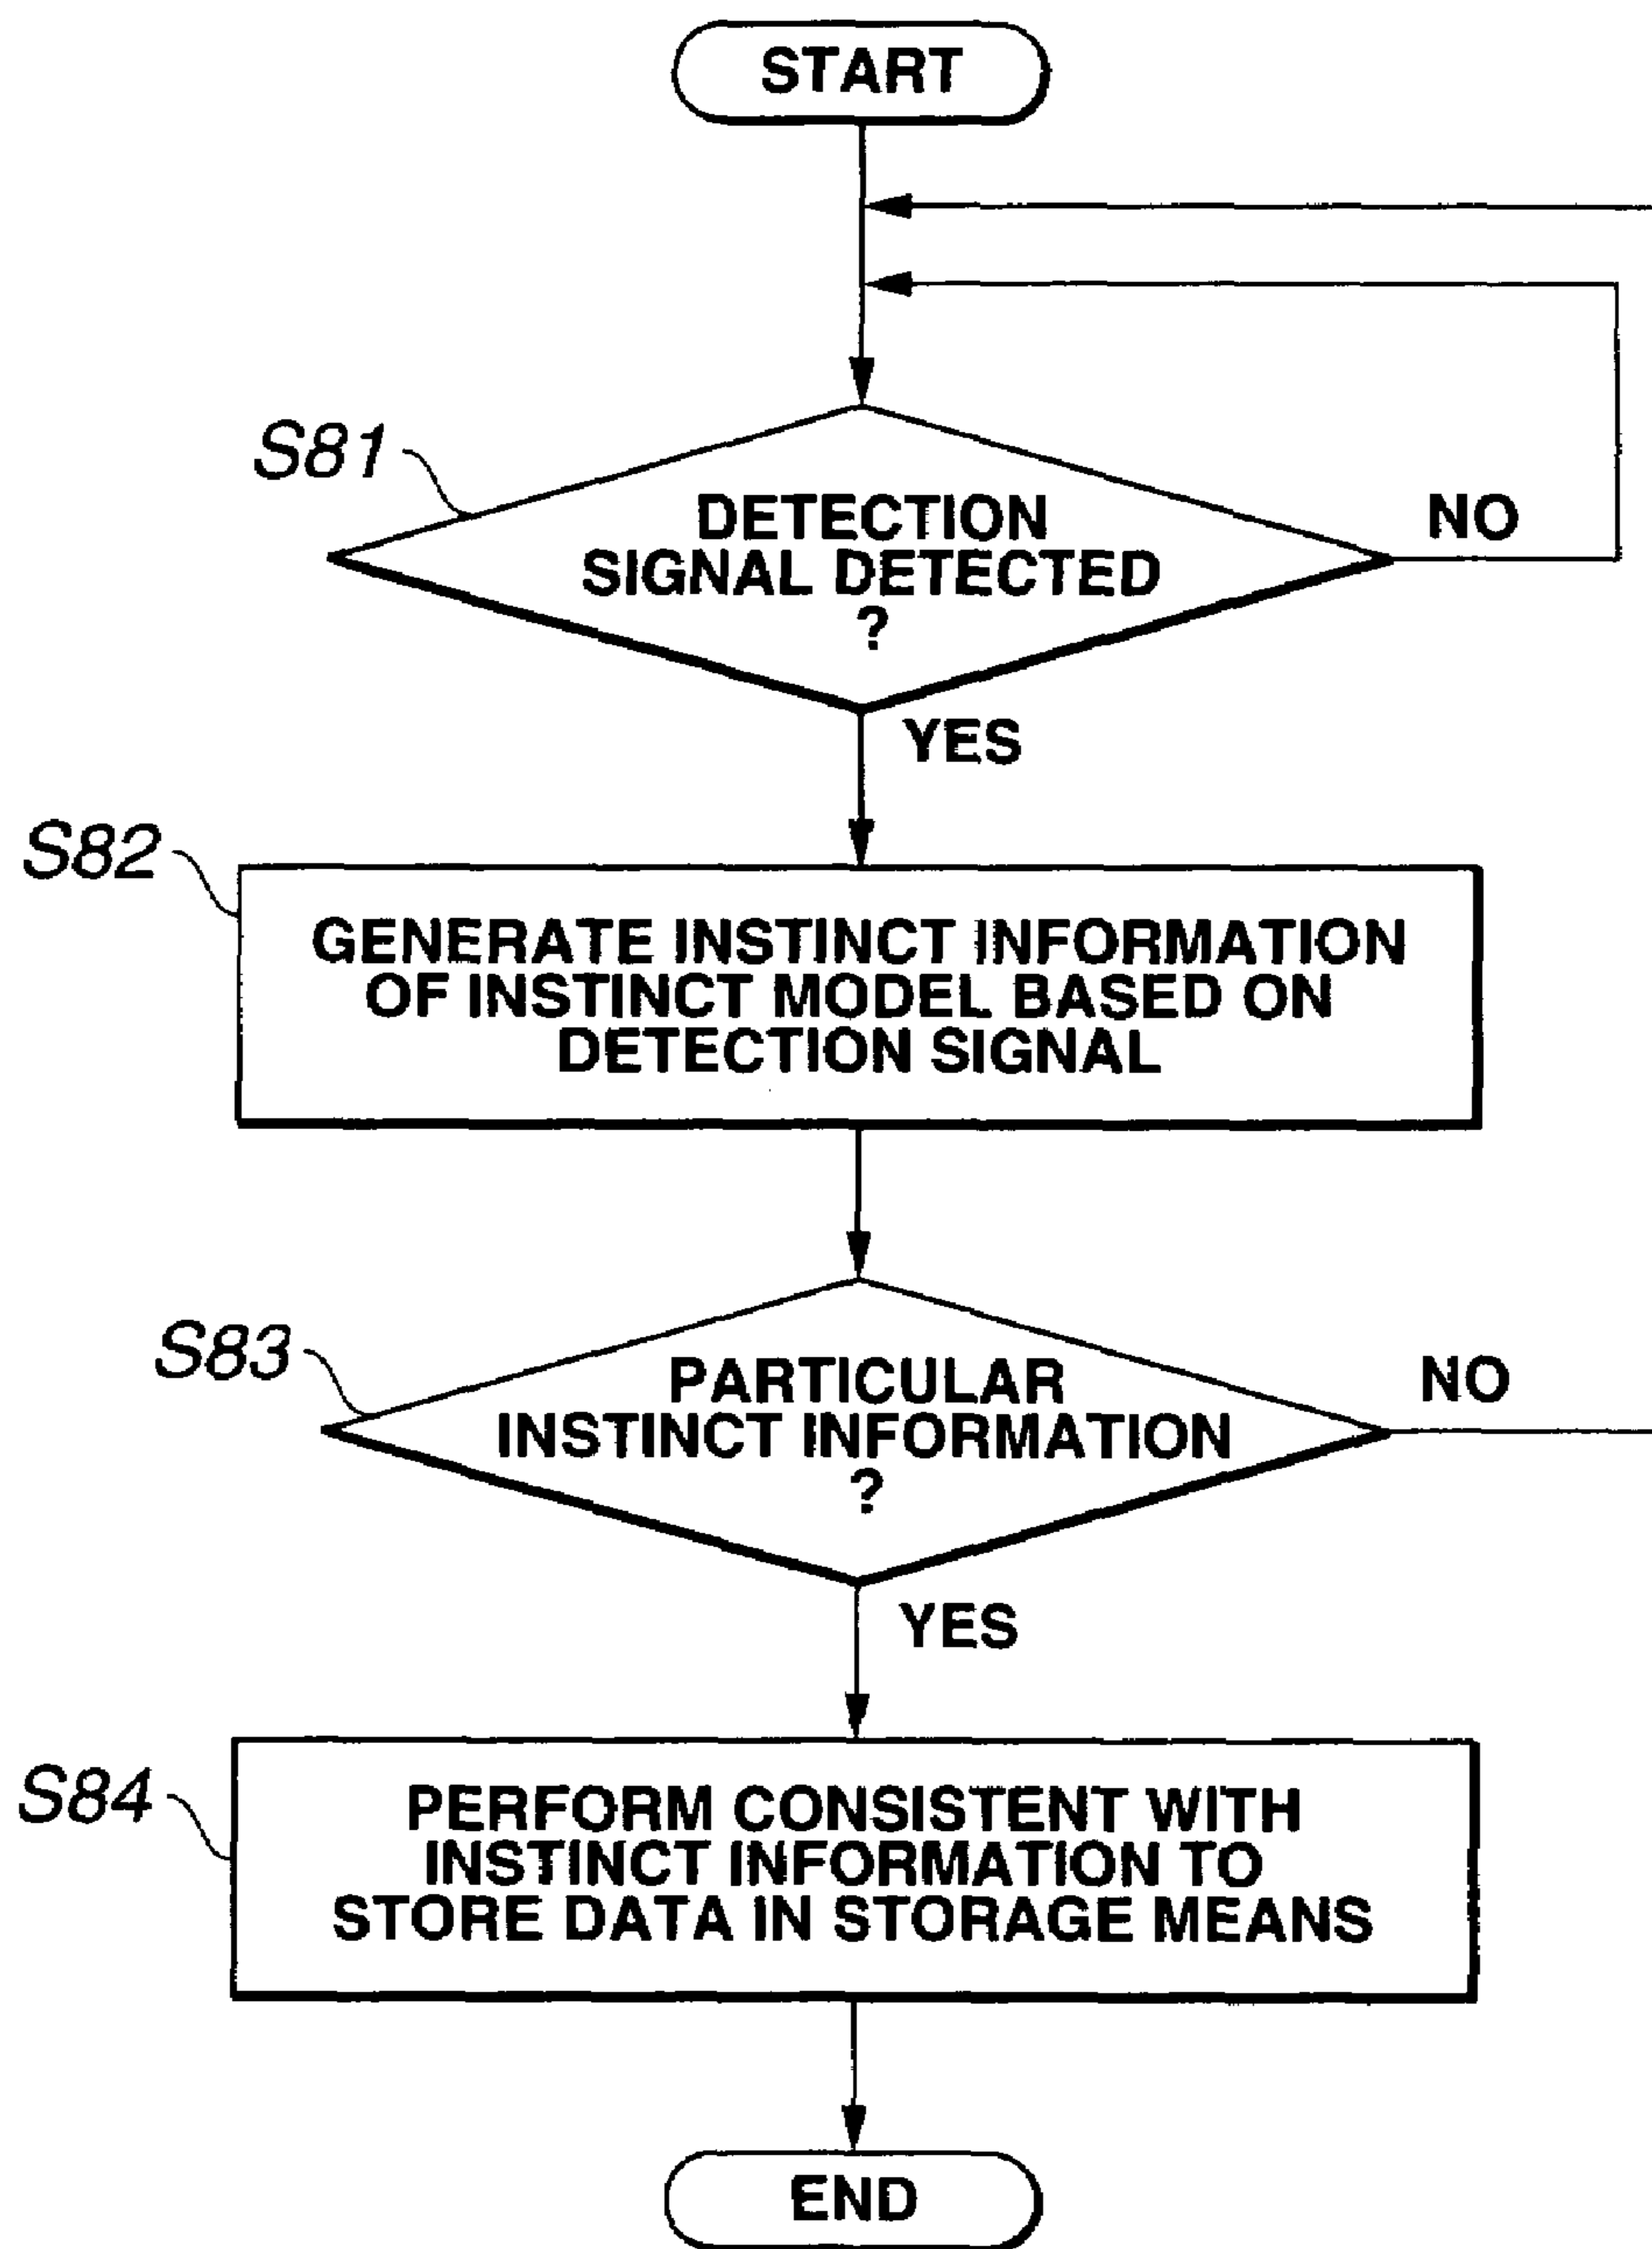 START
S81
DETECTION
SIGNAL DETECTED
?
NO
YES
S82
GENERATE INSTINCT INFORMATION
OF INSTINCT MODEL BASED ON
DETECTION SIGNAL
S83
PARTICULAR
INSTINCT INFORMATION
?
NO
YES
S84
PERFORM CONSISTENT WITH
INSTINCT INFORMATION TO
STORE DATA IN STORAGE MEANS
END